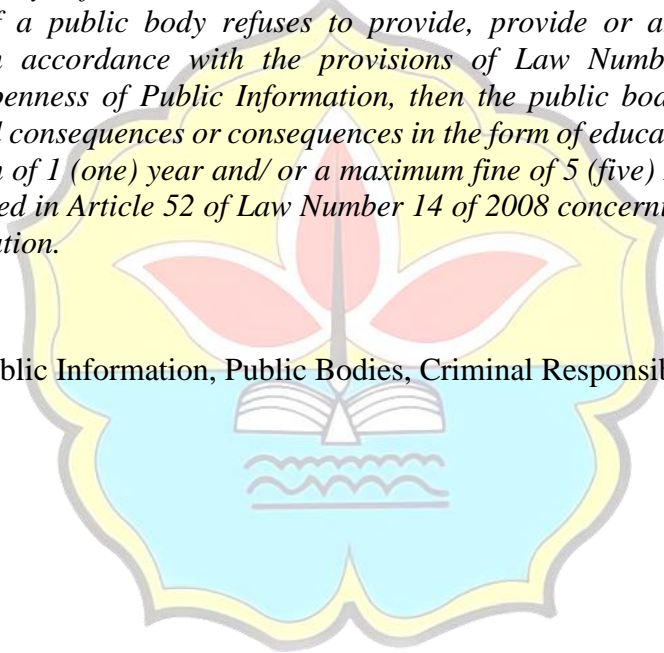 f a public body refuses to provide, provide or a
accordance with the provisions of Law Numb
penness of Public Information, then the public bod
consequences or consequences in the form of educa
of 1 (one) year and/ or a maximum fine of 5 (five)
ed in Article 52 of Law Number 14 of 2008 concerni
ation.
blic Information, Public Bodies, Criminal Responsib